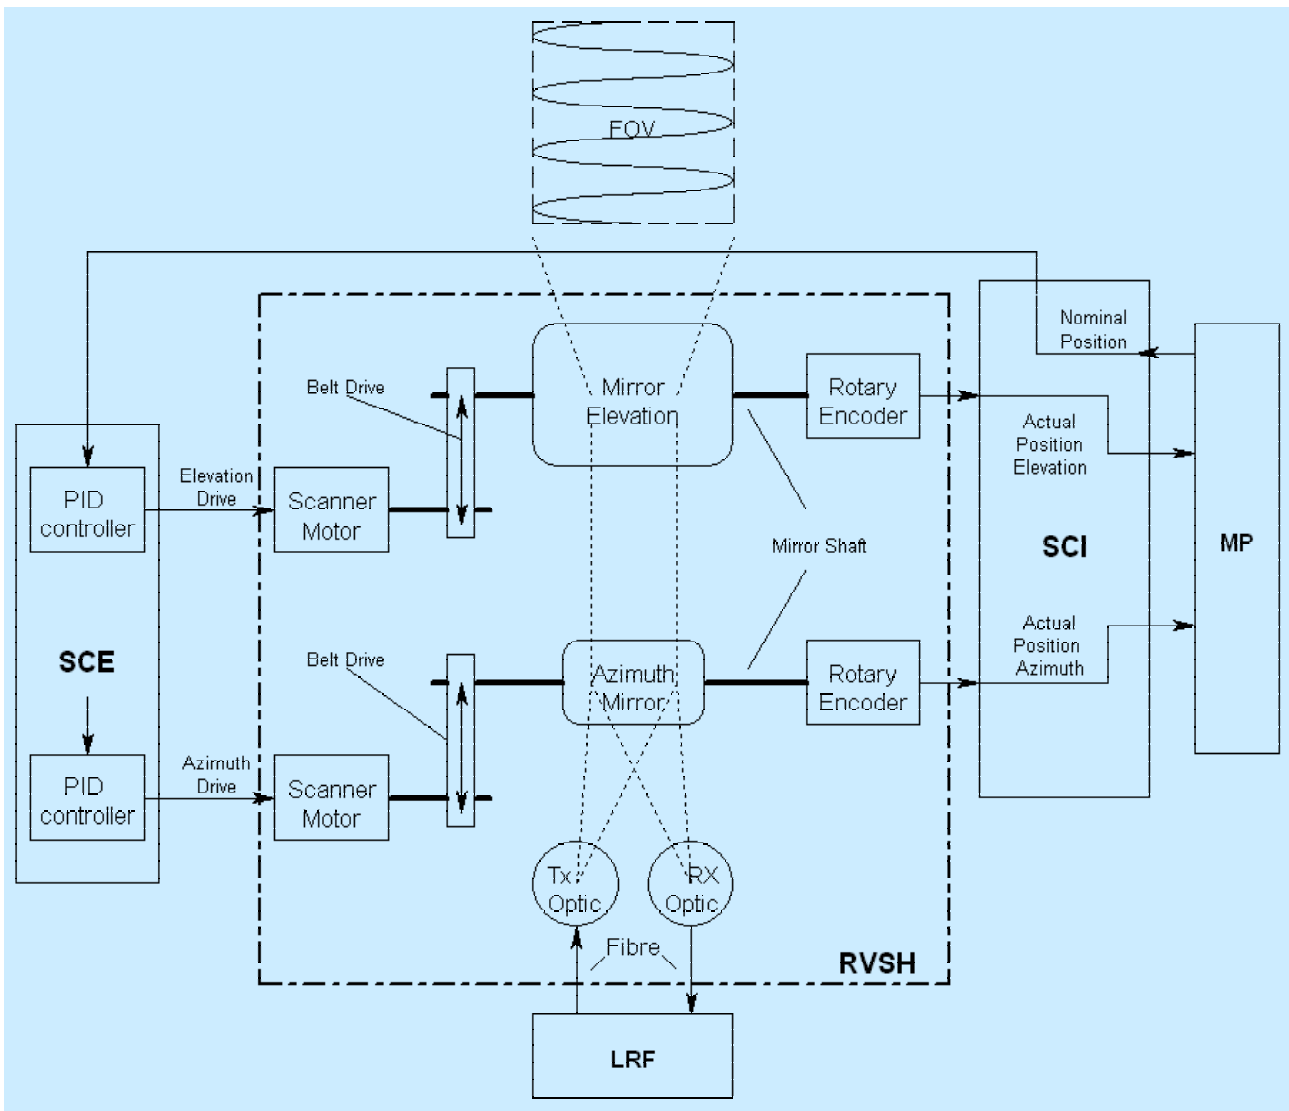 FOV
Nominal
Position
Belt Drive
Mirror
Elevation
Rotary
Encoder
Actual
Position
Elevation
Elevation
Drive
PID
controller
Scanner
Motor
Mirror Shaft
SCI
MP
SCE
Belt Drive
Azimuth
Mirror
Rotary
Encoder
Actual
Position
Azimuth
Azimuth
Drive
PID
controller
Scanner
Motor
Tx
Optic
RX
Optic
Fibre
RVSH
LRF